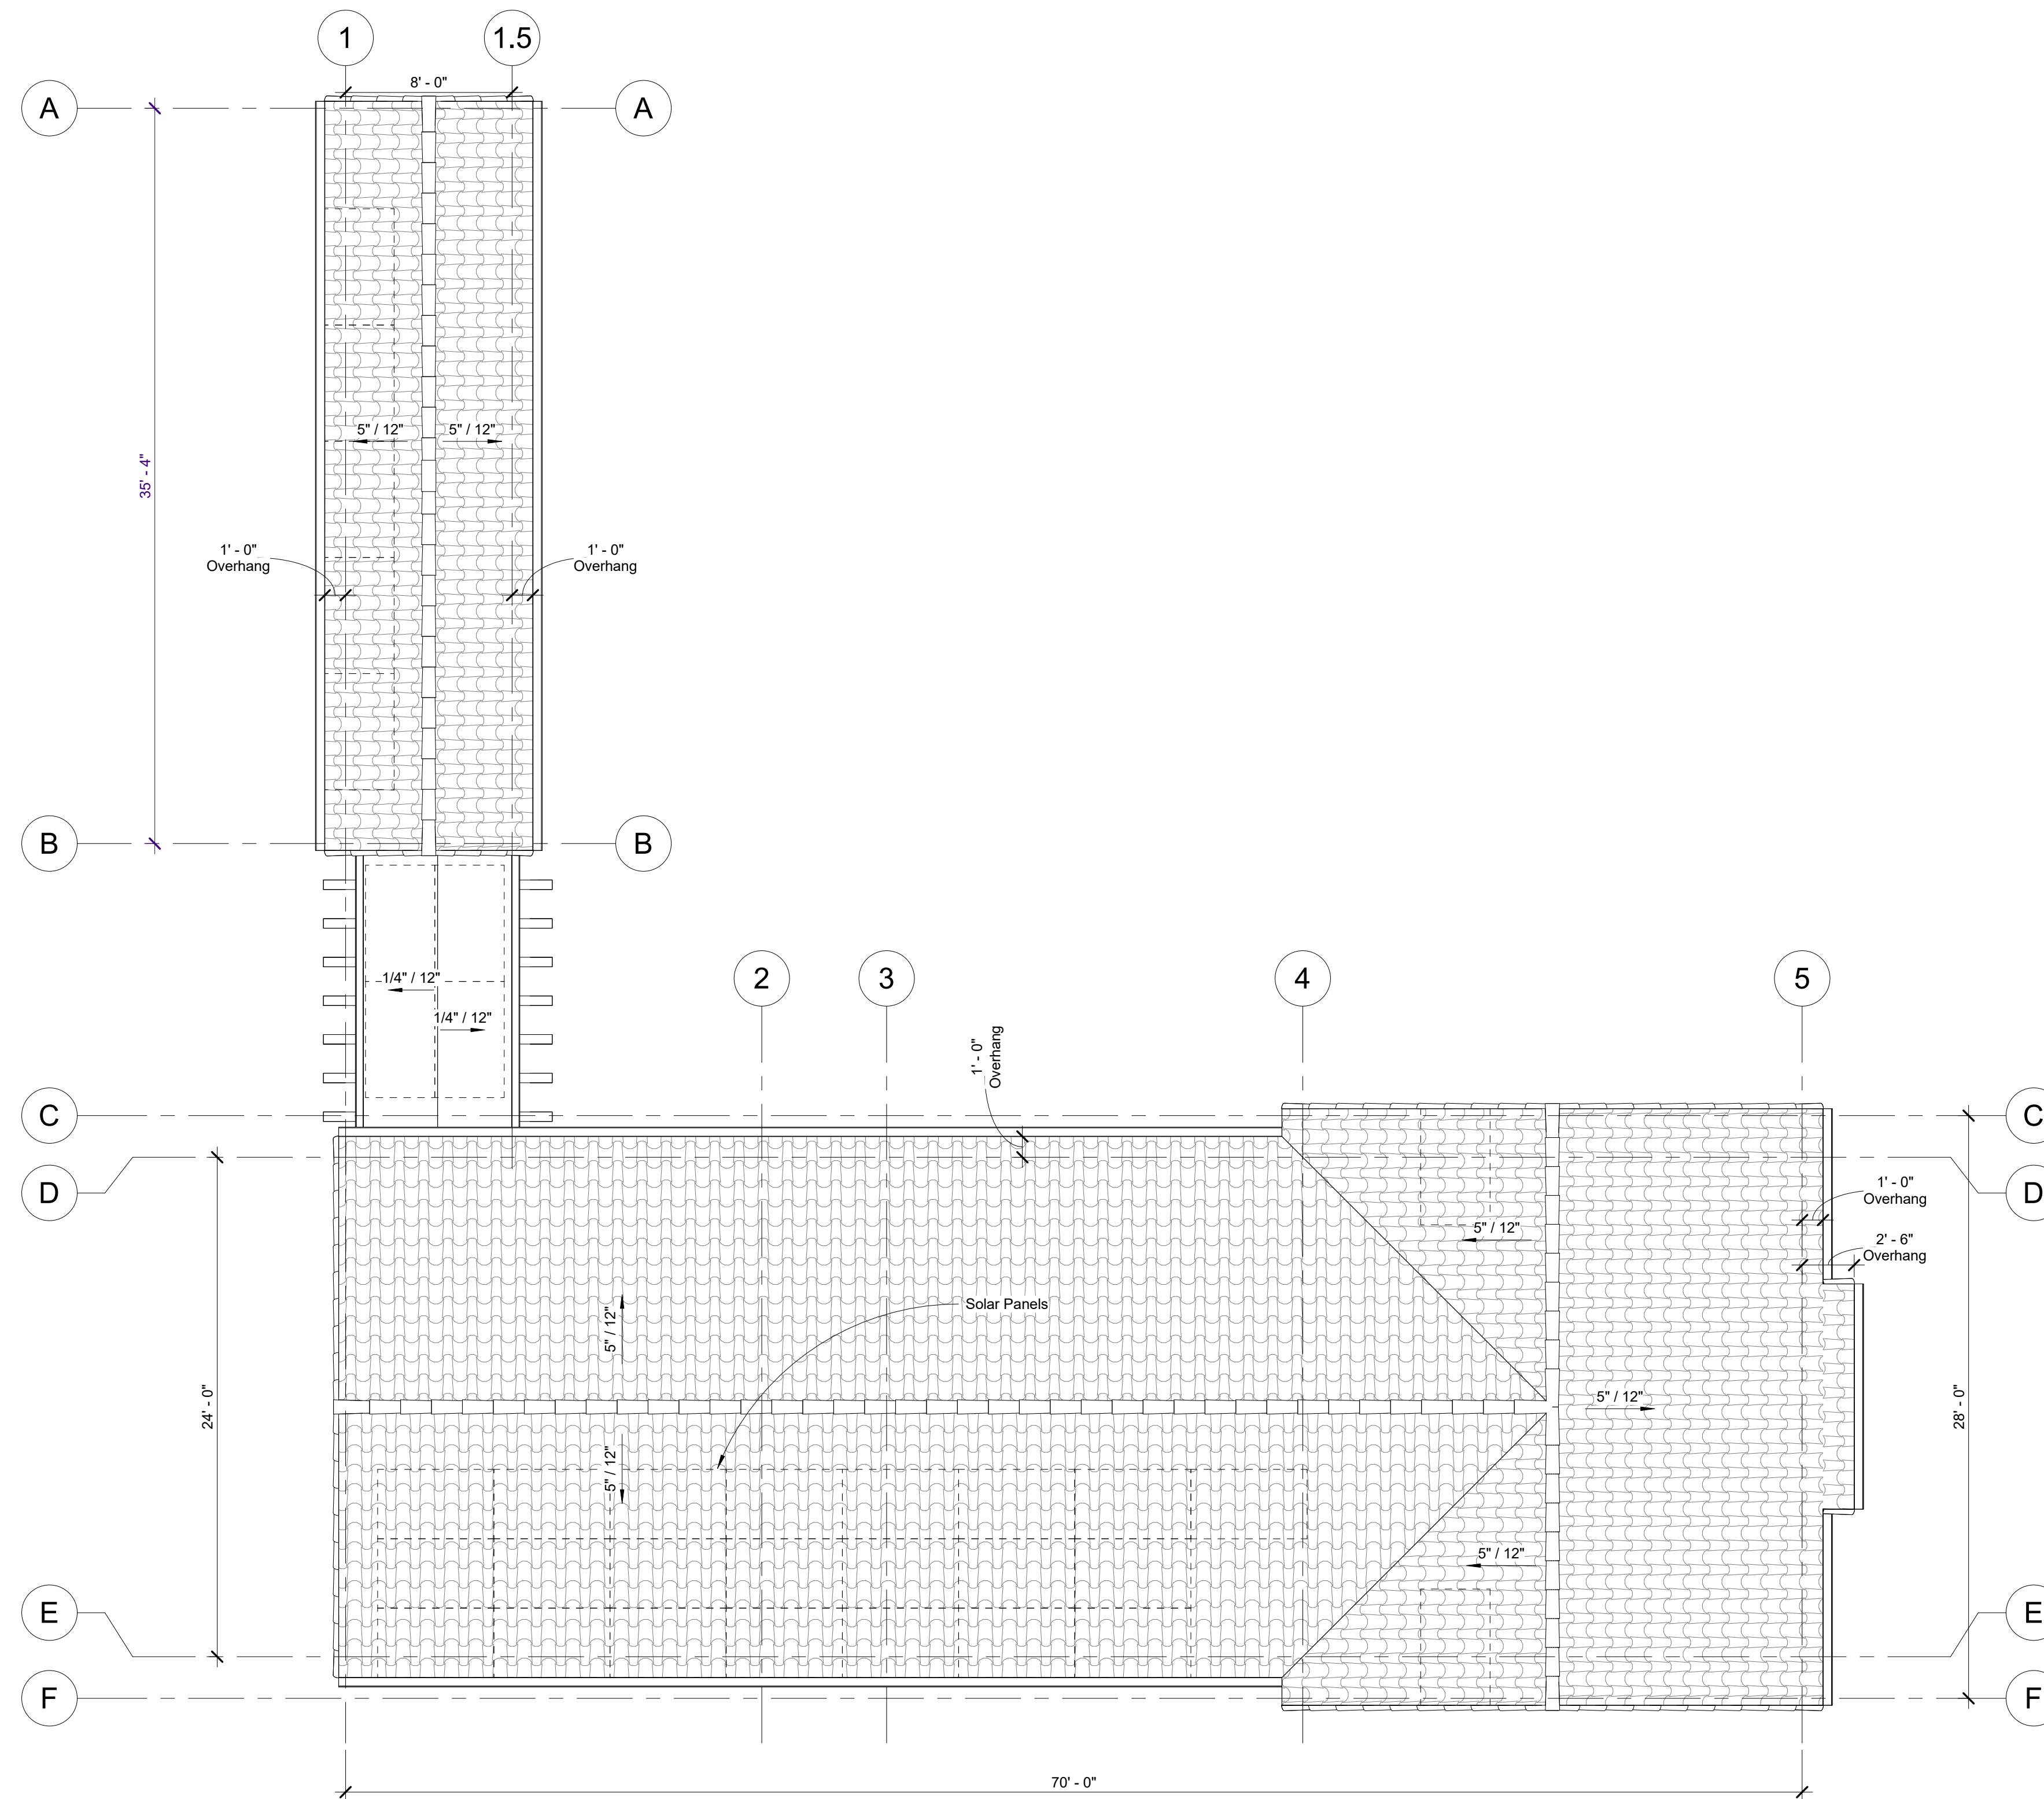 1
1.5
8' - 0"
A
A
5" / 12"
5" / 12"
35' - 4"
1' - 0"
Overhang
1' - 0"
Overhang
B
B
1/4" / 12"
1/4" / 12"
2
3
4
5
1' - 0"
Overhang
C
C
D
D
1' - 0"
Overhang
5" / 12"
2' - 6"
Overhang
Solar Panels
5" / 12"
5" / 12"
24' - 0"
28' - 0"
5" / 12"
5" / 12"
E
E
F
F
70' - 0"